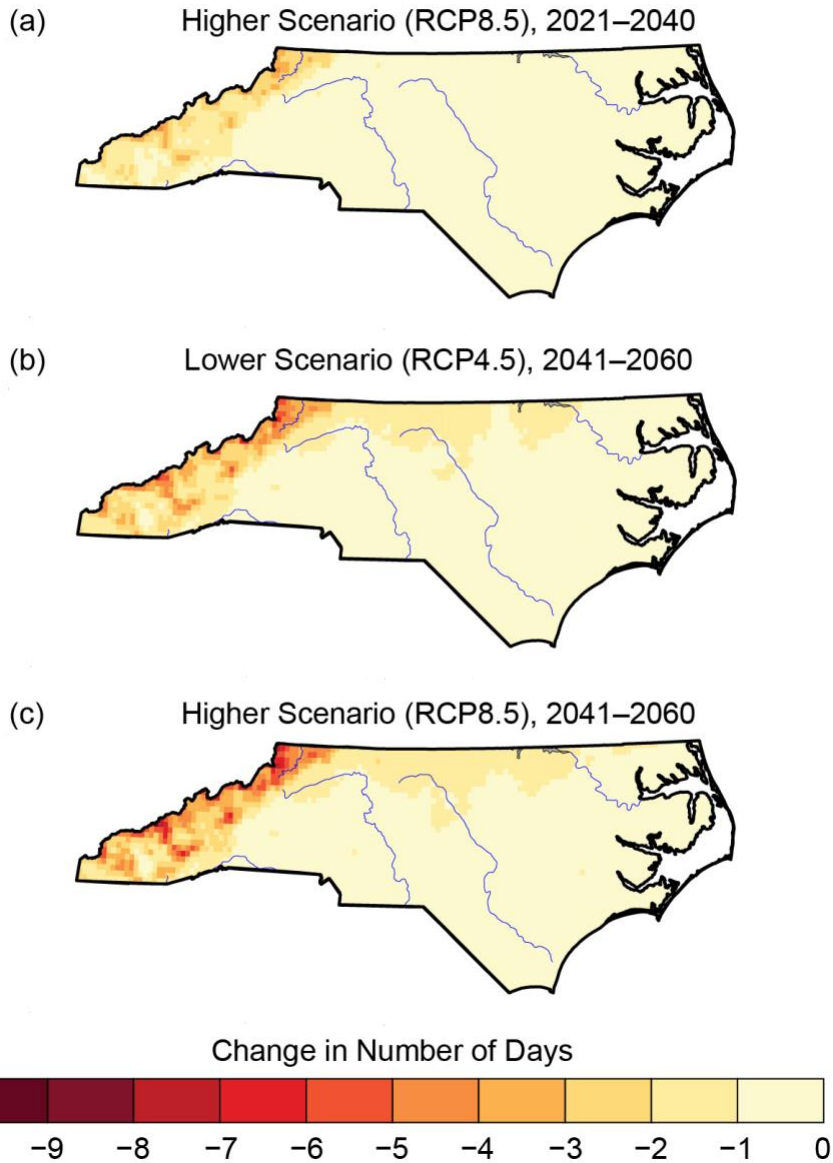 (a) Higher Scenario (RCP8.5), 2021–2040
(b) Lower Scenario (RCP4.5), 2041–2060
(c) Higher Scenario (RCP8.5), 2041–2060
Change in Number of Days
−9 −8 −7 −6 −5 −4 −3 −2 −1 0